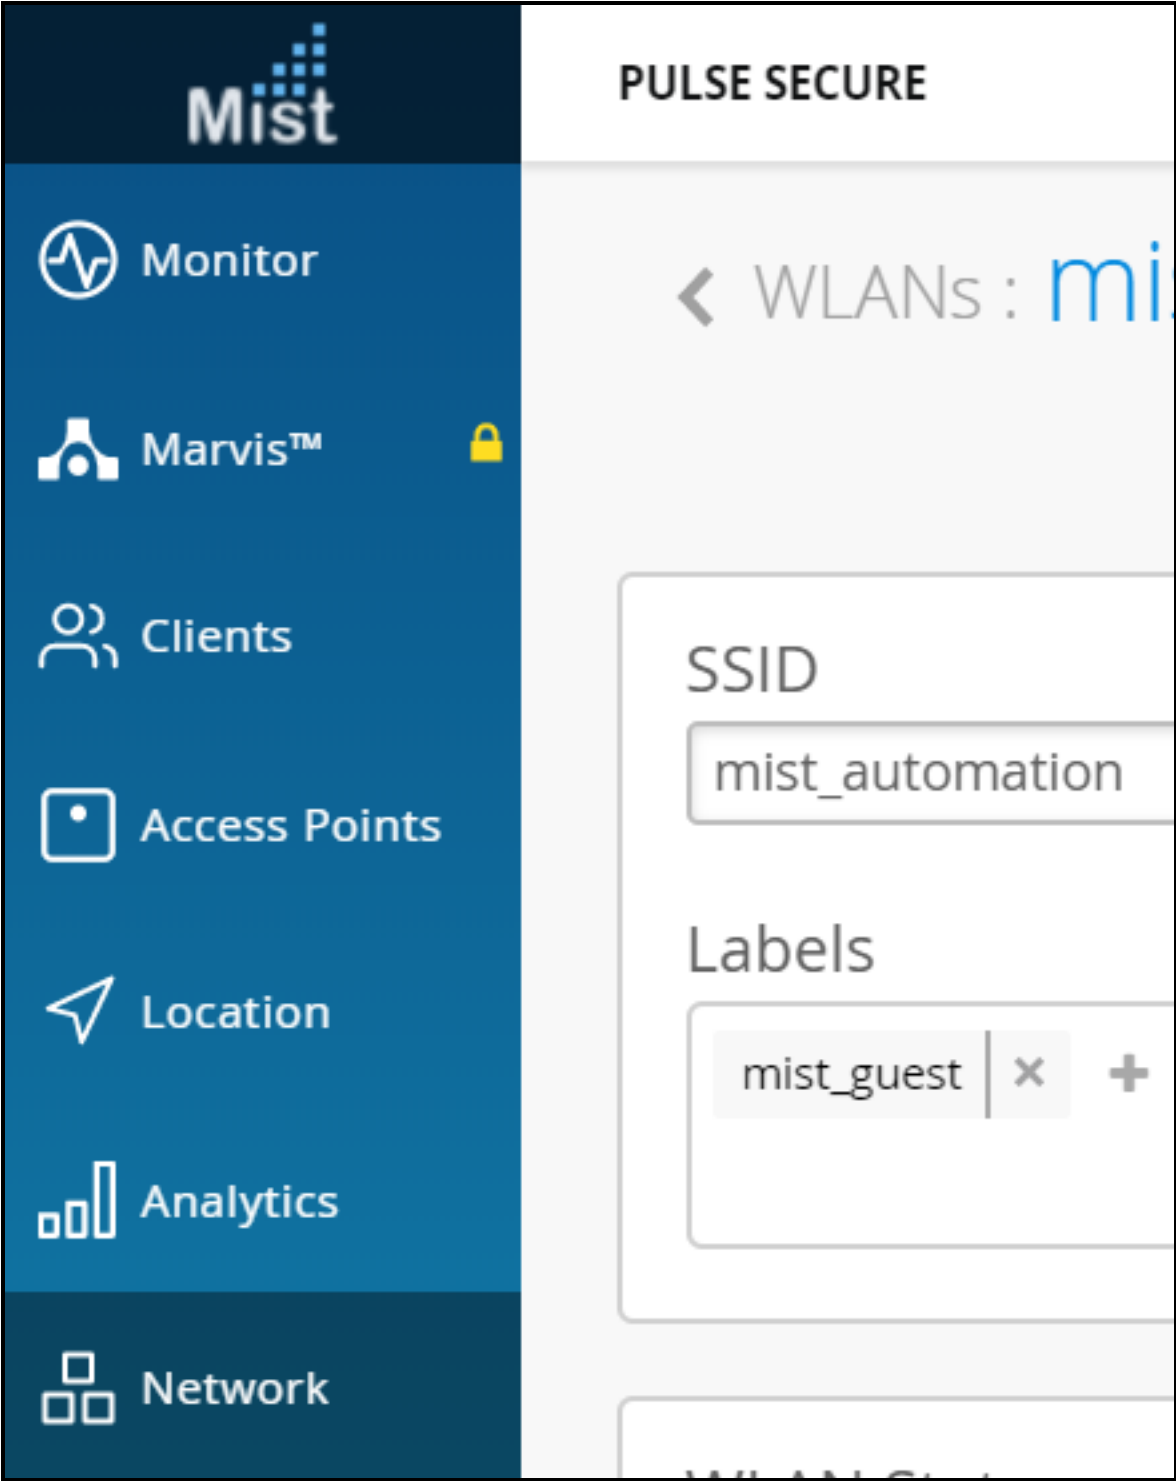 Mist
PULSE SECURE
Monitor
WLANs :
Marvis™
Clients
SSID
mist_automation
Access Points
Labels
Location
mist_guest
Analytics
Network